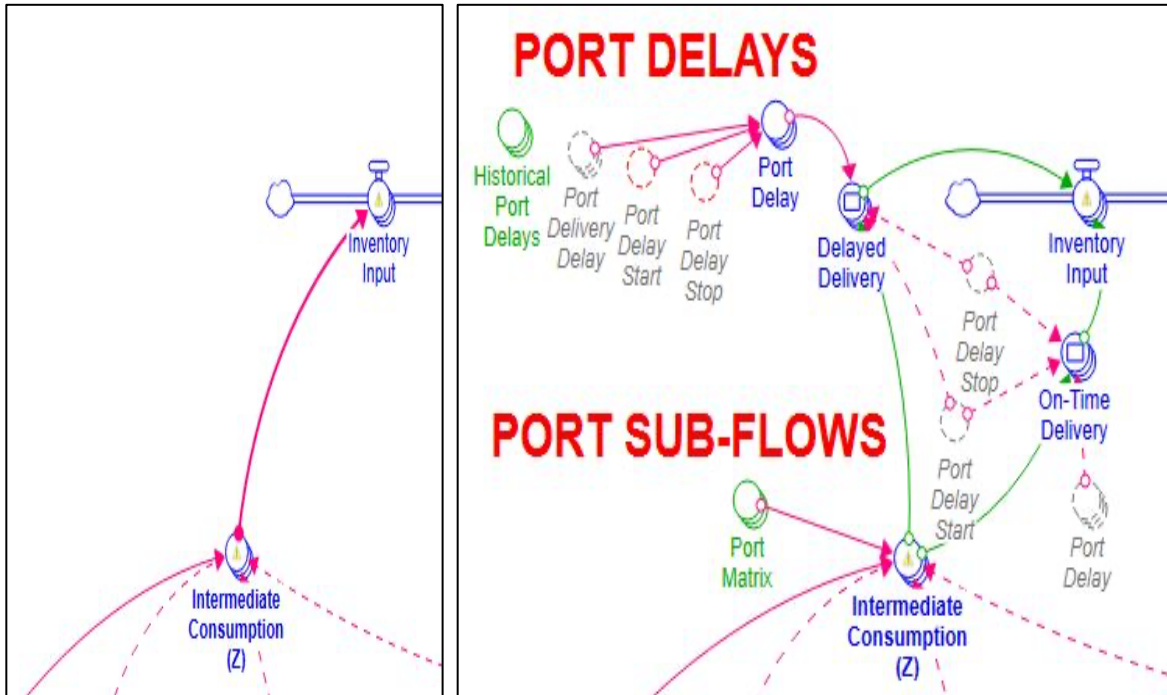 Inventory
Input
Intermediate
Consumption
(Z)
PORT DELAYS
Historical
Port
Delays
Port
Delivery
Delay
Port
Delay
Start
Port
Delay
Stop
Port
Delay
Delayed
Delivery
Inventory
Input
Port
Delay
Stop
On-Time
Delivery
PORT SUB-FLOWS
Port
Matrix
Port
Delay
Start
Port
Delay
Intermediate
Consumption
(Z)